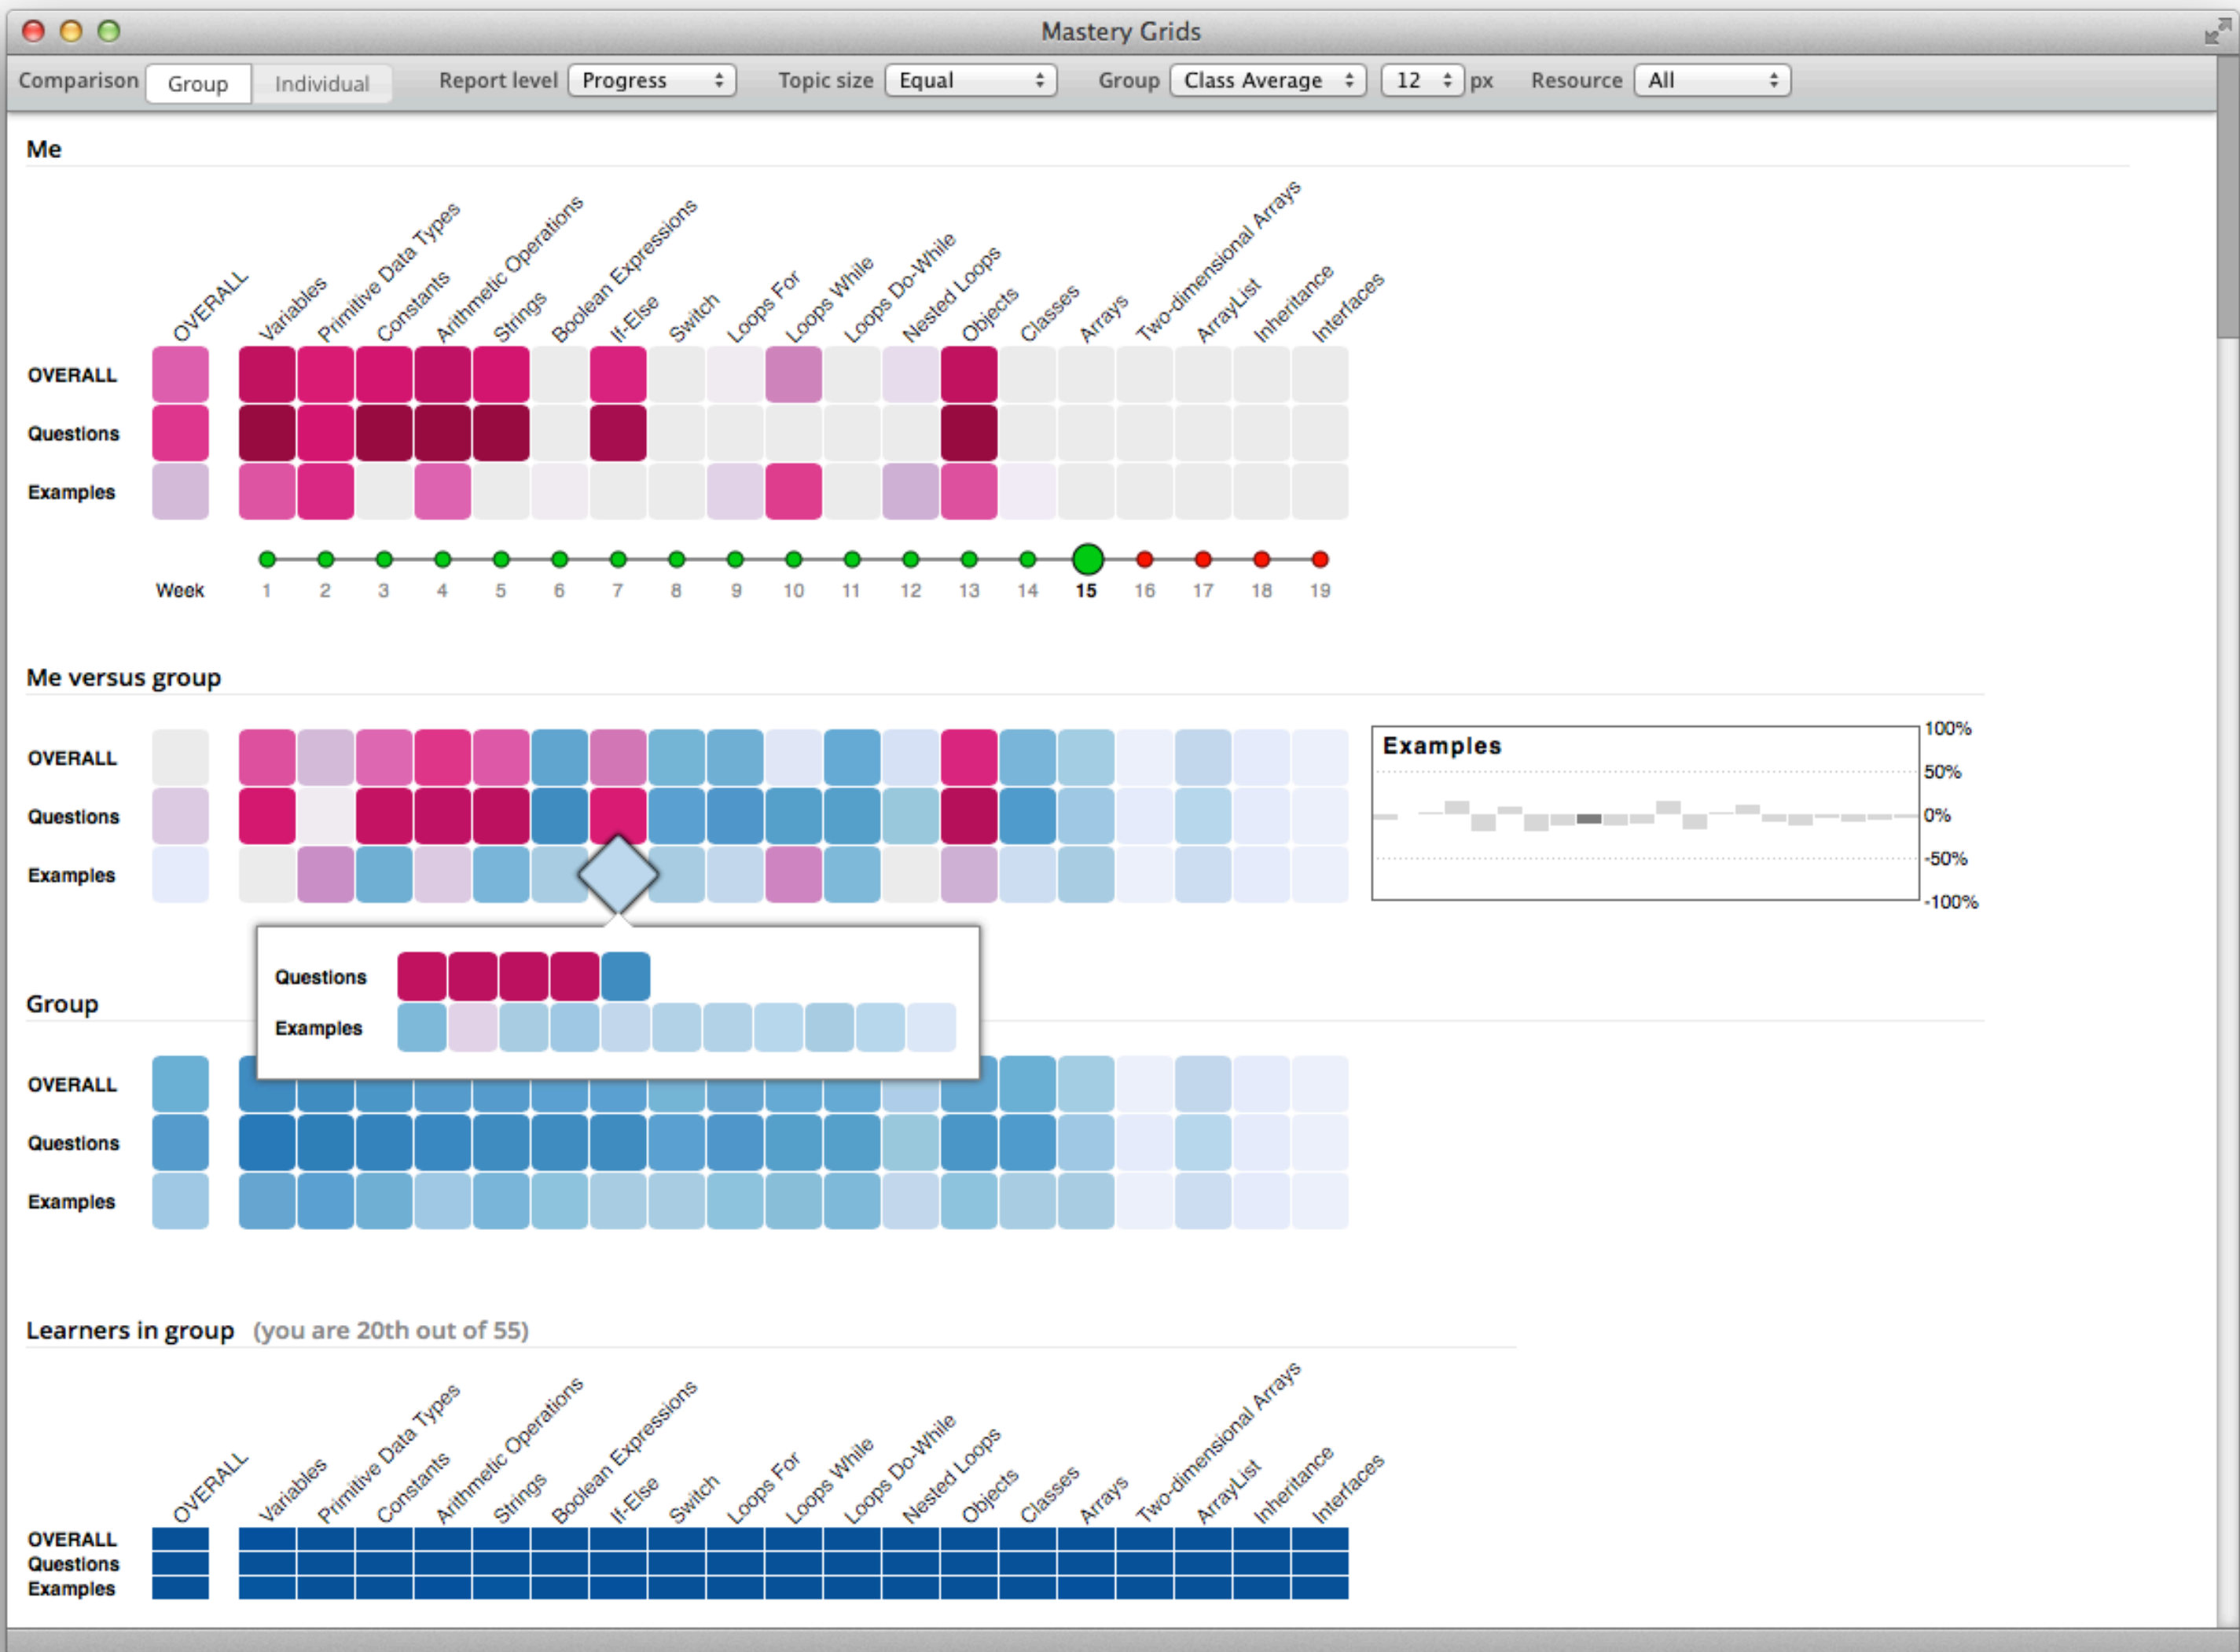 Mastery Grids
Comparison Group Individual Report level Progress Topic size Equal Group Class Average 12 px Resource All
Me
OVERALL Variables Primitive Data Types Constants Arithmetic Operations Strings Boolean Expressions If-Else Switch Loops For Loops While Loops Do-While Nested Loops Objects Classes Arrays Two-dimensional Arrays ArrayList Inheritance Interfaces
OVERALL
Questions
Examples
Week 1 2 3 4 5 6 7 8 9 10 11 12 13 14 15 16 17 18 19
Me versus group
OVERALL
Questions
Examples
Examples
100%
50%
0%
-50%
-100%
Questions
Examples
Group
OVERALL
Questions
Examples
Learners in group (you are 20th out of 55)
OVERALL Variables Primitive Data Types Constants Arithmetic Operations Strings Boolean Expressions If-Else Switch Loops For Loops While Loops Do-While Nested Loops Objects Classes Arrays Two-dimensional Arrays ArrayList Inheritance Interfaces
OVERALL
Questions
Examples